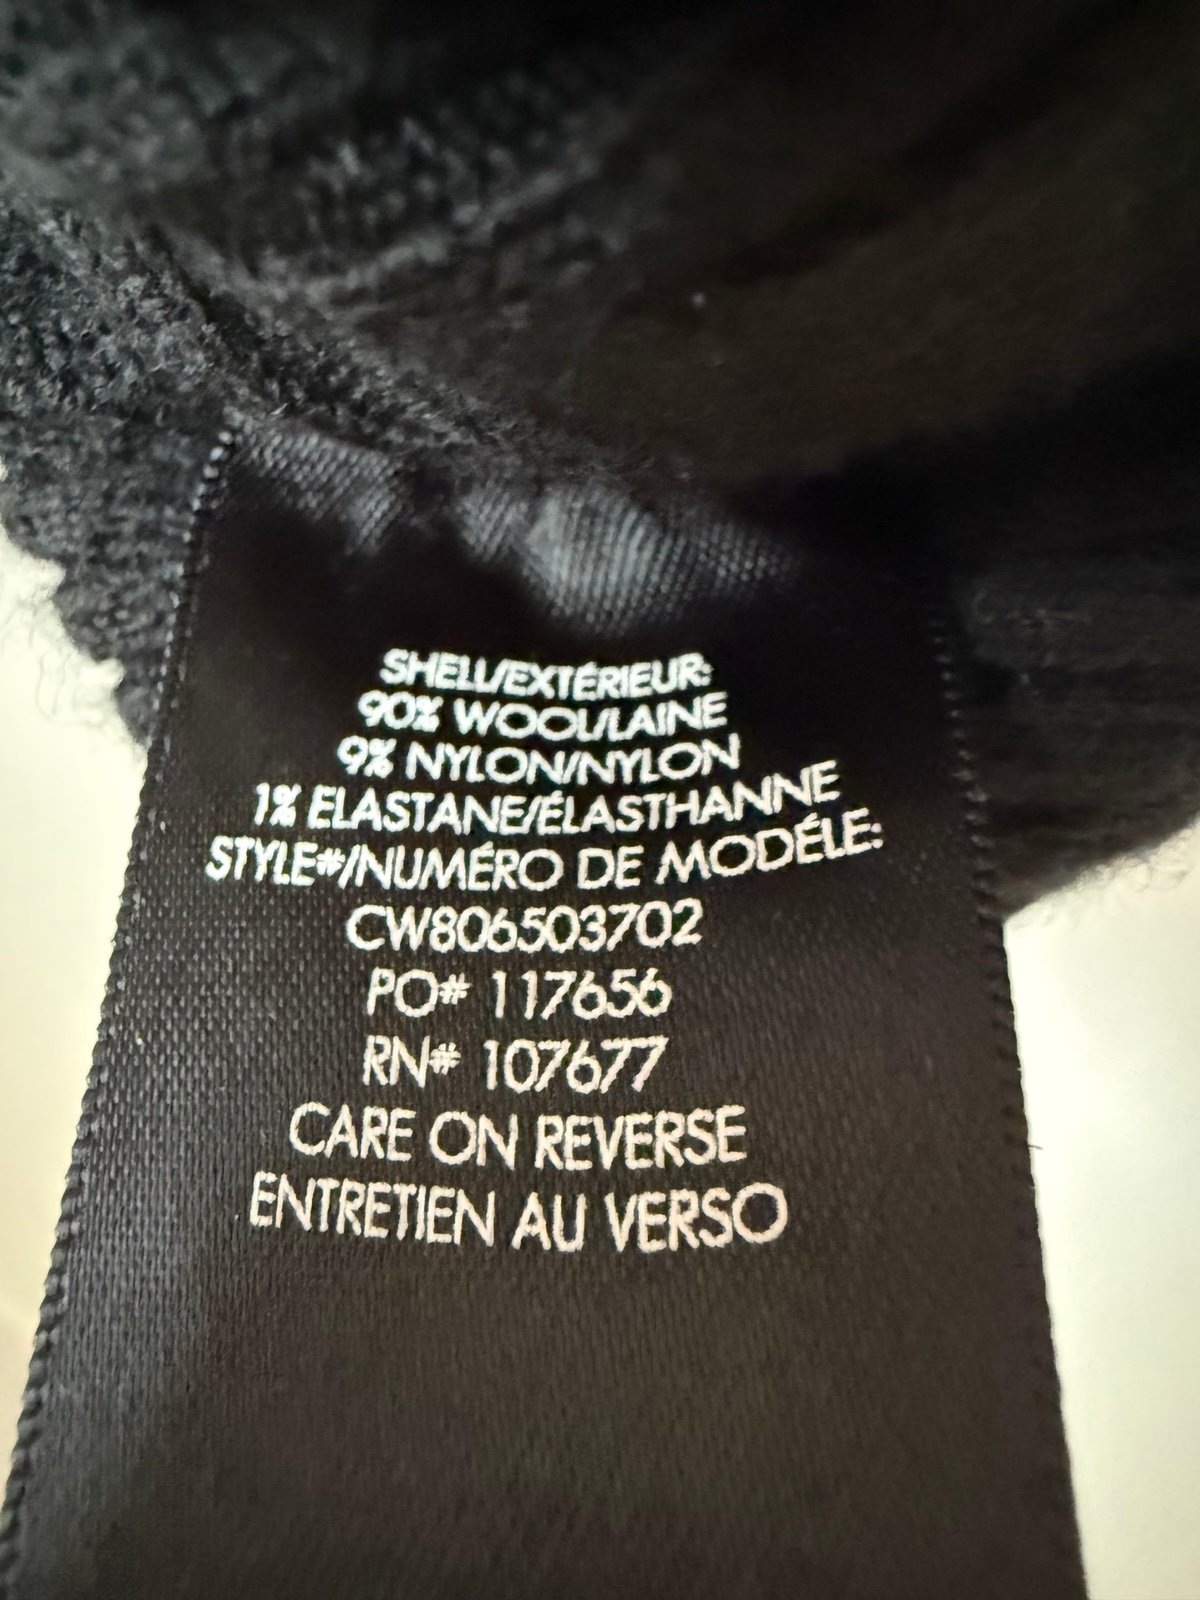 SHELL/EXTÉRIEUR:
90% WOOL/LAINE
9% NYLON/NYLON
1% ELASTANE/ÉLASTHANNE
STYLE#/NUMÉRO DE MODÉLE:
CW806503702
PO# 117656
RN# 107677
CARE ON REVERSE
ENTRETIEN AU VERSO